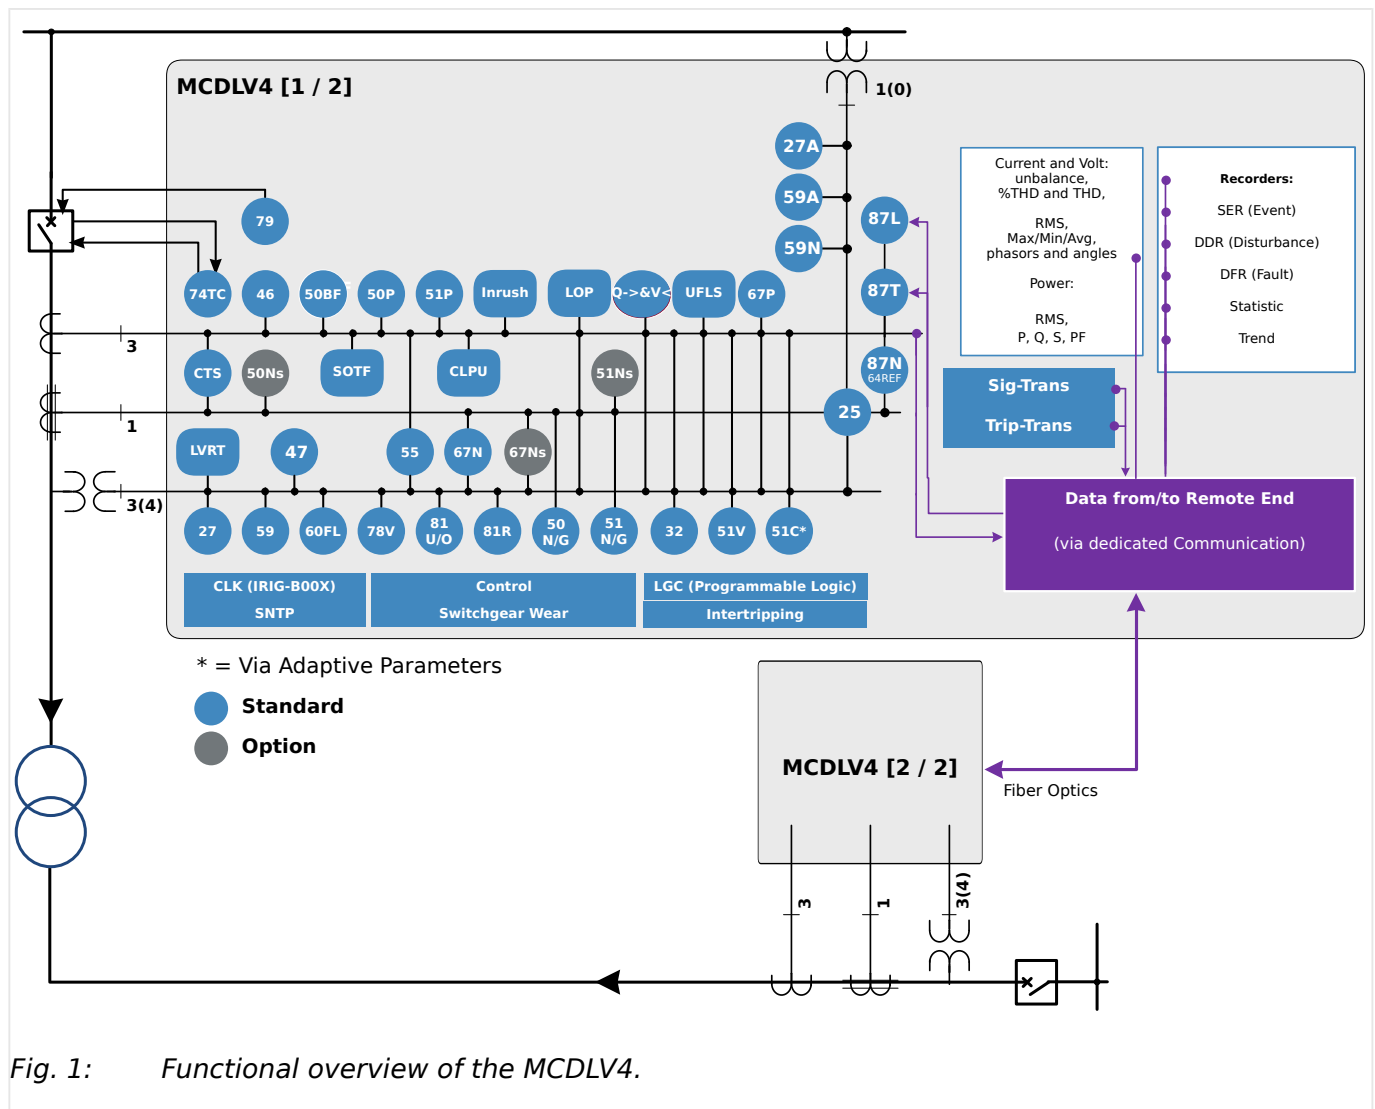 MCDLV4 [1 / 2]
1(0)
27A
59A
59N
87L
87T
87N
64REF
25
79
74TC
46
50BF
50P
51P
Inrush
LOP
Q->&V<
UFLS
67P
3
CTS
50Ns
SOTF
CLPU
51Ns
1
LVRT
47
55
67N
67Ns
3(4)
27
59
60FL
78V
81
U/O
81R
50
N/G
51
N/G
32
51V
51C*
CLK (IRIG-B00X)
SNTP
Control
Switchgear Wear
LGC (Programmable Logic)
Intertripping
Current and Volt:
unbalance,
%THD and THD,
RMS,
Max/Min/Avg,
phasors and angles
Power:
RMS,
P, Q, S, PF
Recorders:
SER (Event)
DDR (Disturbance)
DFR (Fault)
Statistic
Trend
Sig-Trans
Trip-Trans
Data from/to Remote End
(via dedicated Communication)
* = Via Adaptive Parameters
Standard
Option
MCDLV4 [2 / 2]
Fiber Optics
3
1
3(4)
Fig. 1: Functional overview of the MCDLV4.